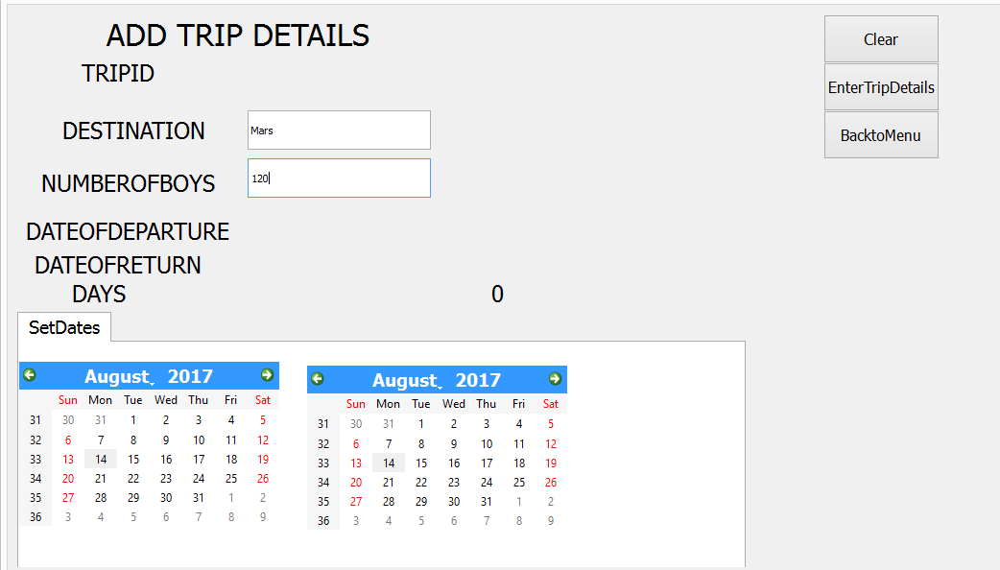 ADD TRIP DETAILS
Clear
TRIPID
EnterTripDetails
DESTINATION Mars
BacktoMenu
NUMBEROFBOYS 120
DATEOFDEPARTURE
DATEOFRETURN
DAYS 0
SetDates
August 2017
Sun Mon Tue Wed Thu Fri Sat
31 30 31 1 2 3 4 5
32 6 7 8 9 10 11 12
33 13 14 15 16 17 18 19
34 20 21 22 23 24 25 26
35 27 28 29 30 31 1 2
36 3 4 5 6 7 8 9
August 2017
Sun Mon Tue Wed Thu Fri Sat
31 30 31 1 2 3 4 5
32 6 7 8 9 10 11 12
33 13 14 15 16 17 18 19
34 20 21 22 23 24 25 26
35 27 28 29 30 31 1 2
36 3 4 5 6 7 8 9